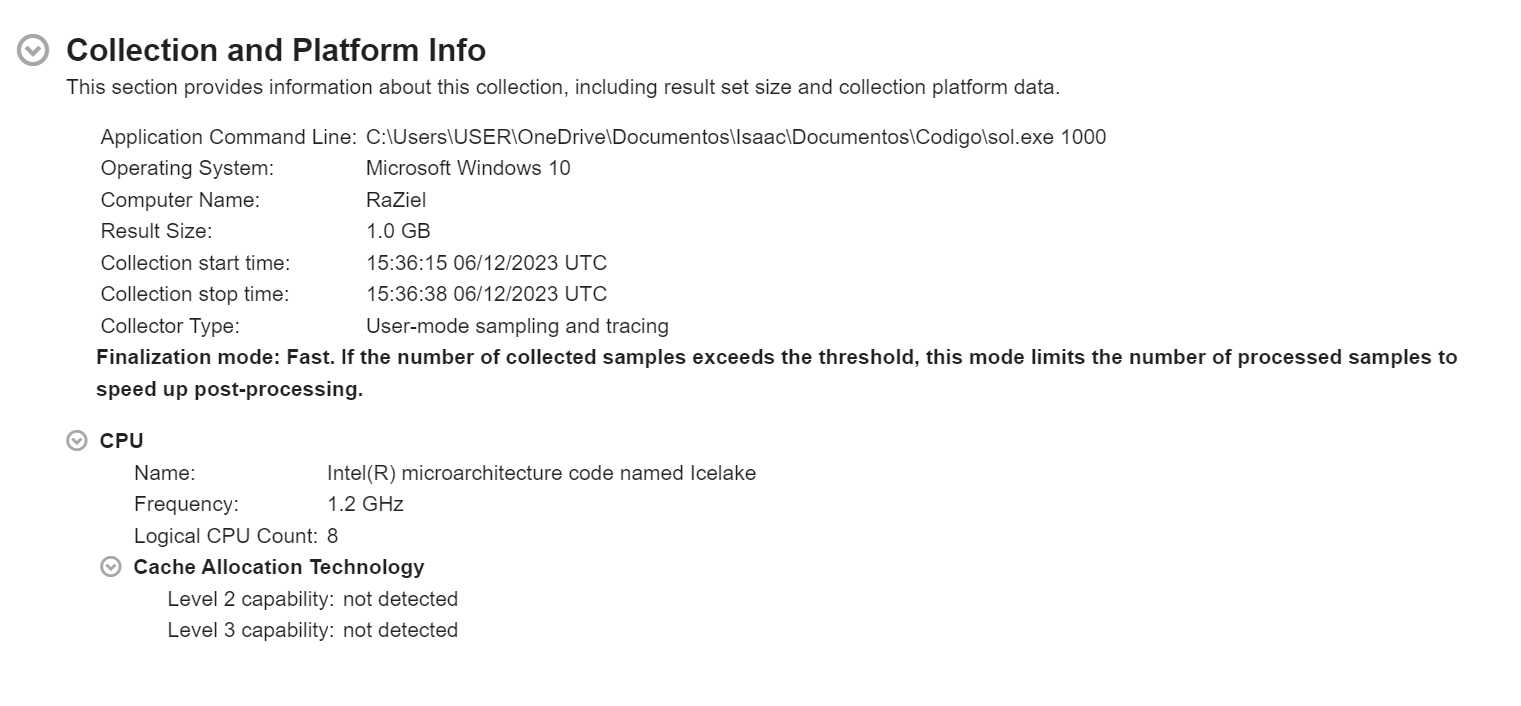 Collection and Platform Info
This section provides information about this collection, including result set size and collection platform data.
Application Command Line: C:\Users\USER\OneDrive\Documentos\Isaac\Documentos\Codigo\sol.exe 1000
Operating System: Microsoft Windows 10
Computer Name: RaZiel
Result Size: 1.0 GB
Collection start time: 15:36:15 06/12/2023 UTC
Collection stop time: 15:36:38 06/12/2023 UTC
Collector Type: User-mode sampling and tracing
Finalization mode: Fast. If the number of collected samples exceeds the threshold, this mode limits the number of processed samples to
speed up post-processing.
CPU
Name: Intel(R) microarchitecture code named Icelake
Frequency: 1.2 GHz
Logical CPU Count: 8
Cache Allocation Technology
Level 2 capability: not detected
Level 3 capability: not detected